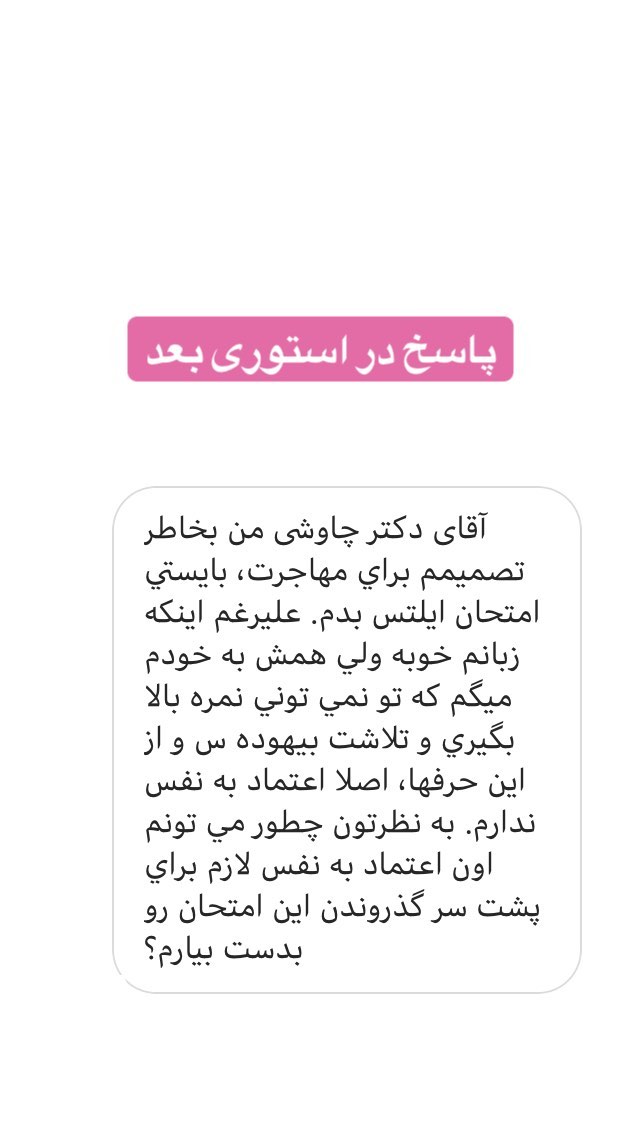 پاسخ در استوری بعد
آقای دکتر چاوشی من بخاطر
تصمیمم براي مهاجرت، بایستي
امتحان ایلتس بدم. علیرغم اینکه
زبانم خوبه ولي همش به خودم
میگم که تو نمي توني نمره بالا
بگیري و تلاشت بیهوده س و از
این حرفها، اصلا اعتماد به نفس
ندارم. به نظرتون چطور مي تونم
اون اعتماد به نفس لازم براي
پشت سر گذروندن این امتحان رو
بدست بیارم؟